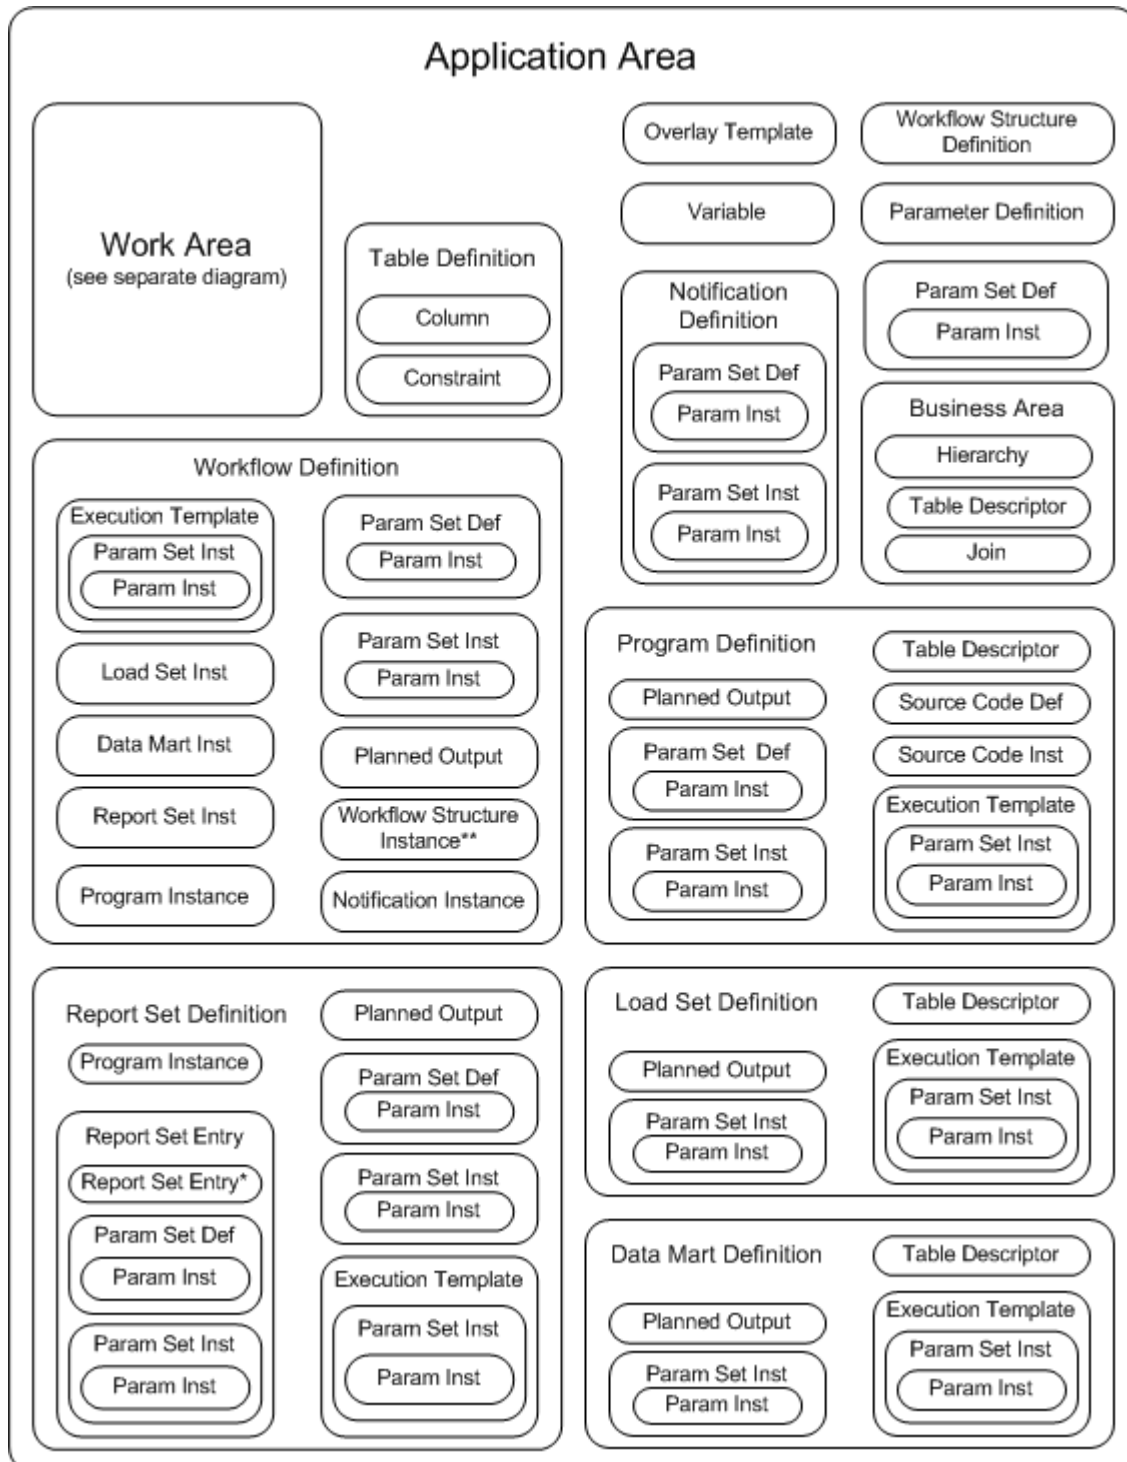 Application Area
Work Area
(see separate diagram)
Table Definition
Column
Constraint
Overlay Template
Workflow Structure
Definition
Variable
Parameter Definition
Notification
Definition
Param Set Def
Param Inst
Param Set Inst
Param Inst
Param Set Def
Param Inst
Business Area
Hierarchy
Table Descriptor
Join
Workflow Definition
Execution Template
Param Set Inst
Param Inst
Load Set Inst
Data Mart Inst
Report Set Inst
Program Instance
Param Set Def
Param Inst
Param Set Inst
Param Inst
Planned Output
Workflow Structure
Instance**
Notification Instance
Program Definition
Planned Output
Param Set  Def
Param Inst
Param Set Inst
Param Inst
Table Descriptor
Source Code Def
Source Code Inst
Execution Template
Param Set Inst
Param Inst
Report Set Definition
Program Instance
Report Set Entry
Report Set Entry*
Param Set Def
Param Inst
Param Set Inst
Param Inst
Planned Output
Param Set Def
Param Inst
Param Set Inst
Param Inst
Execution Template
Param Set Inst
Param Inst
Load Set Definition
Planned Output
Param Set Inst
Param Inst
Table Descriptor
Execution Template
Param Set Inst
Param Inst
Data Mart Definition
Planned Output
Param Set Inst
Param Inst
Table Descriptor
Execution Template
Param Set Inst
Param Inst